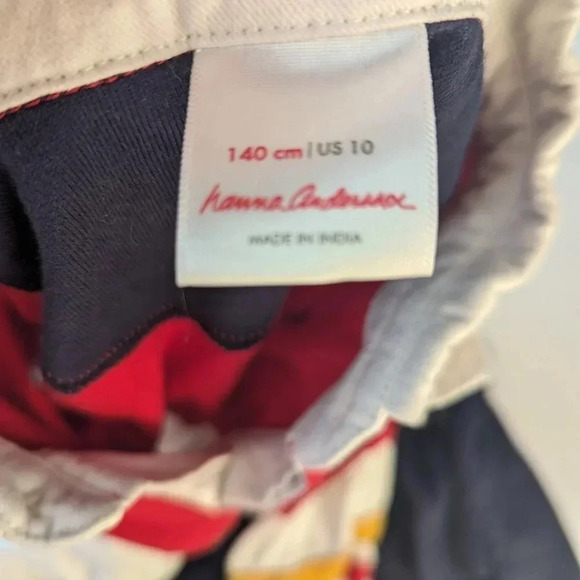 140 cm | US 10
hanna andersson
MADE IN INDIA